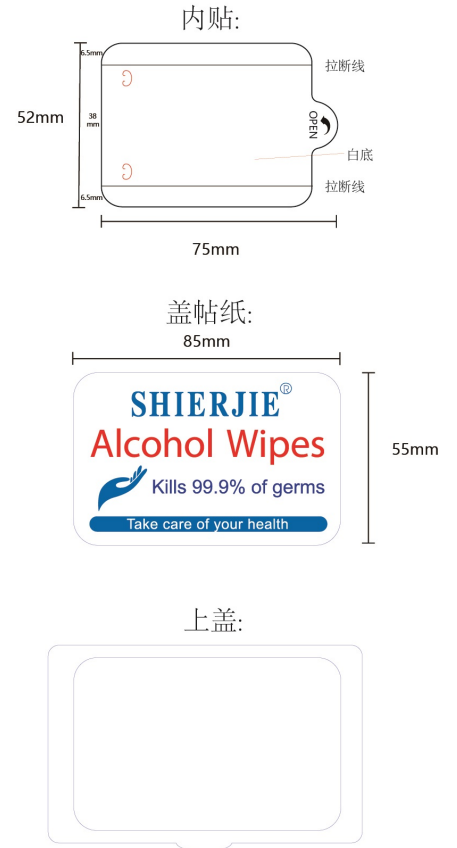 内贴:
6.5mm
拉断线
52mm
38
mm
OPEN
白底
拉断线
6.5mm
75mm
盖帖纸:
85mm
SHIERJIE®
Alcohol Wipes
55mm
Kills 99.9% of germs
Take care of your health
上盖: